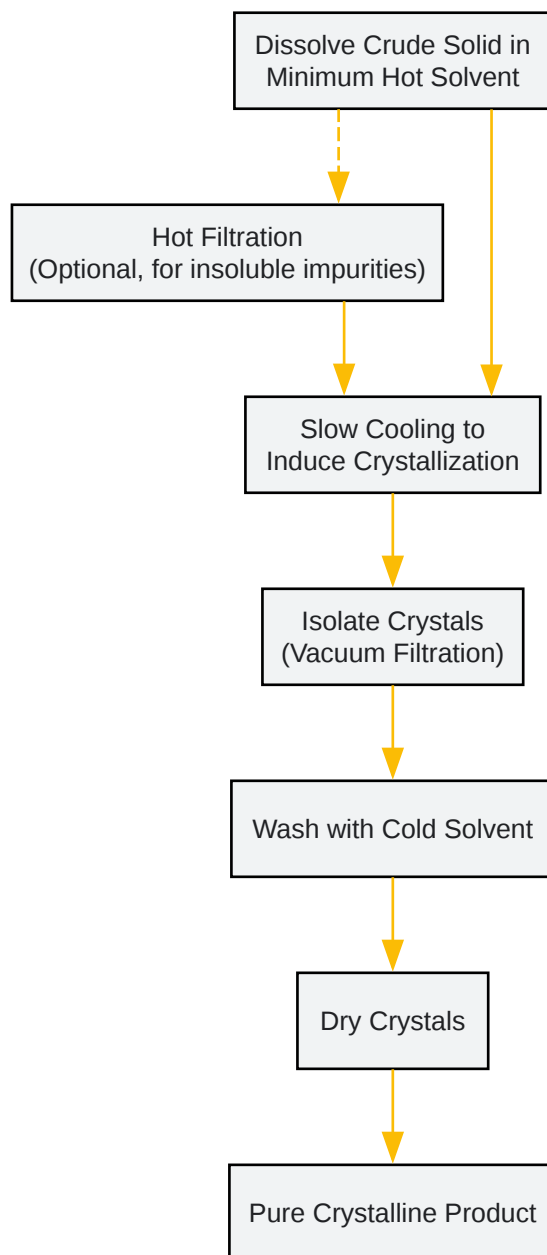 Dissolve Crude Solid in
Minimum Hot Solvent
Hot Filtration
(Optional, for insoluble impurities)
Slow Cooling to
Induce Crystallization
Isolate Crystals
(Vacuum Filtration)
Wash with Cold Solvent
Dry Crystals
Pure Crystalline Product